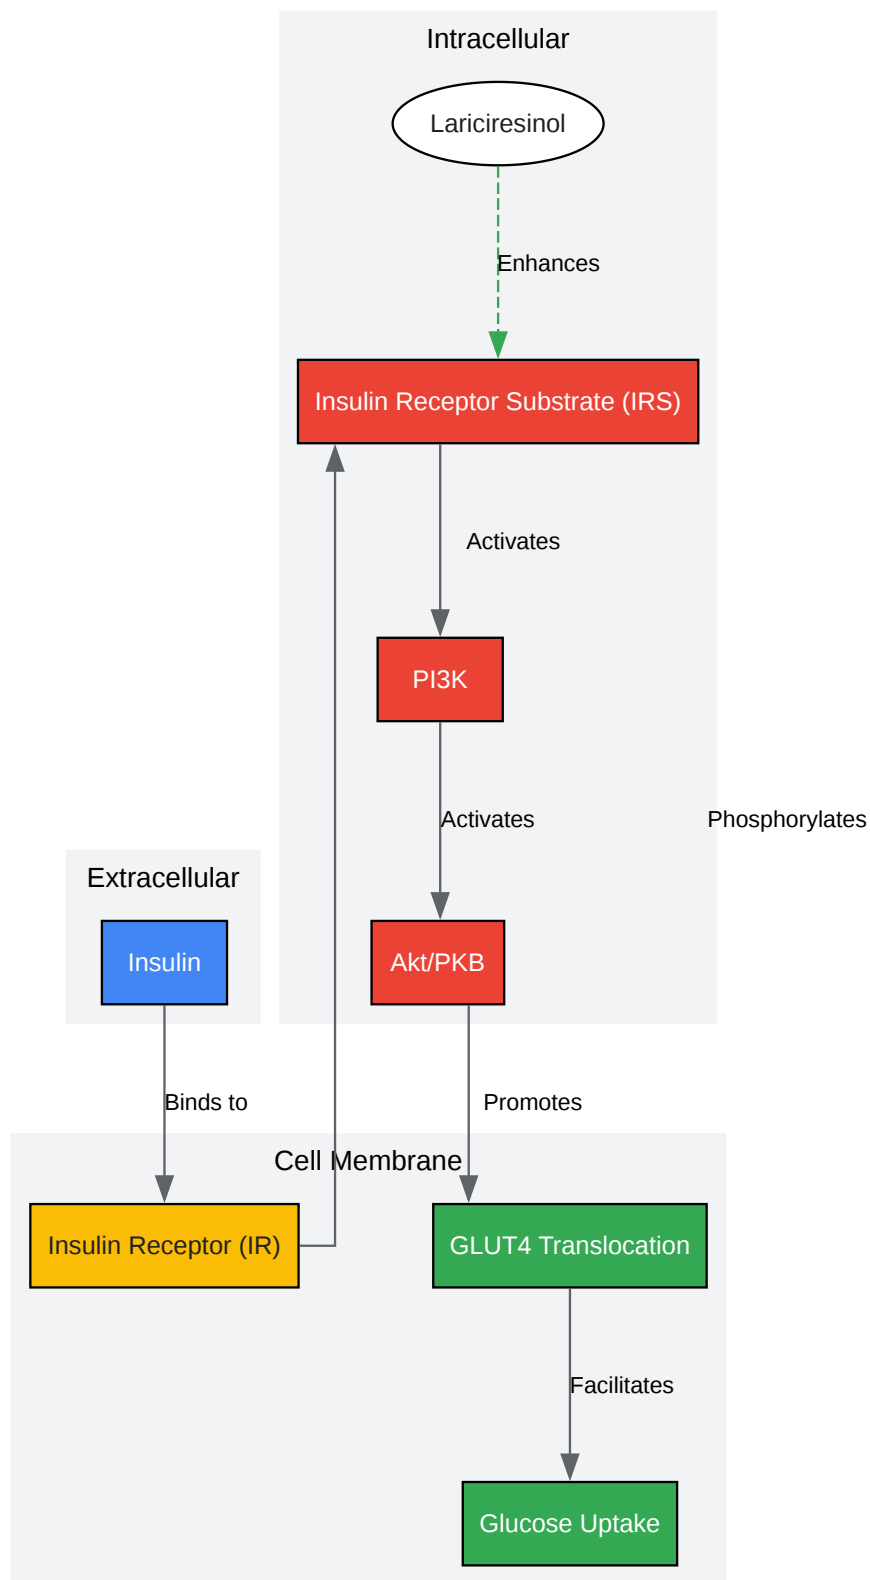 Intracellular
Lariciresinol
Enhances
Insulin Receptor Substrate (IRS)
Activates
PI3K
Activates
Phosphorylates
Extracellular
Insulin
Akt/PKB
Binds to
Promotes
Cell Membrane
Insulin Receptor (IR)
GLUT4 Translocation
Facilitates
Glucose Uptake